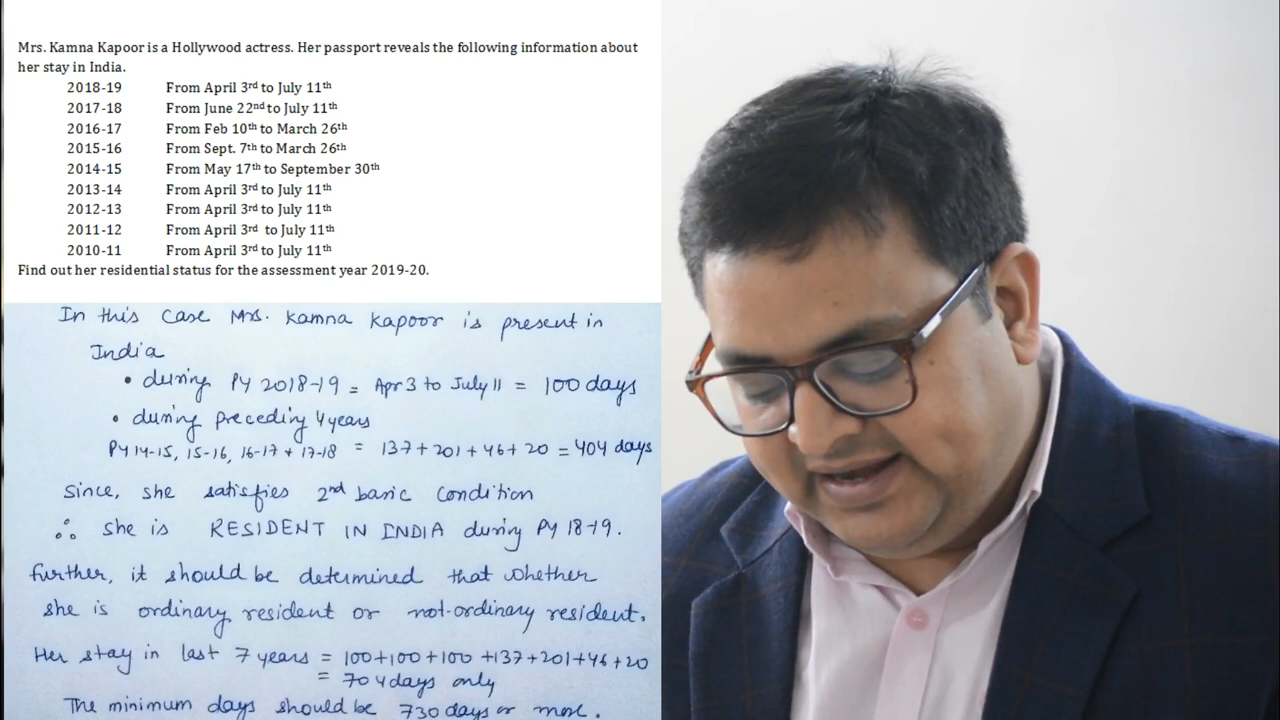 Mrs. Kamna Kapoor is a Hollywood actress. Her passport reveals the following information about
her stay in India.
2018-19 From April 3rd to July 11th
2017-18 From June 22nd to July 11th
2016-17 From Feb 10th to March 26th
2015-16 From Sept. 7th to March 26th
2014-15 From May 17th to September 30th
2013-14 From April 3rd to July 11th
2012-13 From April 3rd to July 11th
2011-12 From April 3rd to July 11th
2010-11 From April 3rd to July 11th
Find out her residential status for the assessment year 2019-20.
In this case Mrs. Kamna Kapoor is present in
India
• during PY 2018-19 = Apr 3 to July 11 = 100 days
• during preceding 4 years
PY 14-15, 15-16, 16-17 + 17-18 = 137+201+46+20 = 404 days
Since, she satisfies 2nd basic condition
∴ she is RESIDENT IN INDIA during PY 18-19.
further, it should be determined that whether
she is ordinary resident or not-ordinary resident.
Her stay in last 7 years = 100+100+100+137+201+46+20
= 704 days only
The minimum days should be 730 days or more.